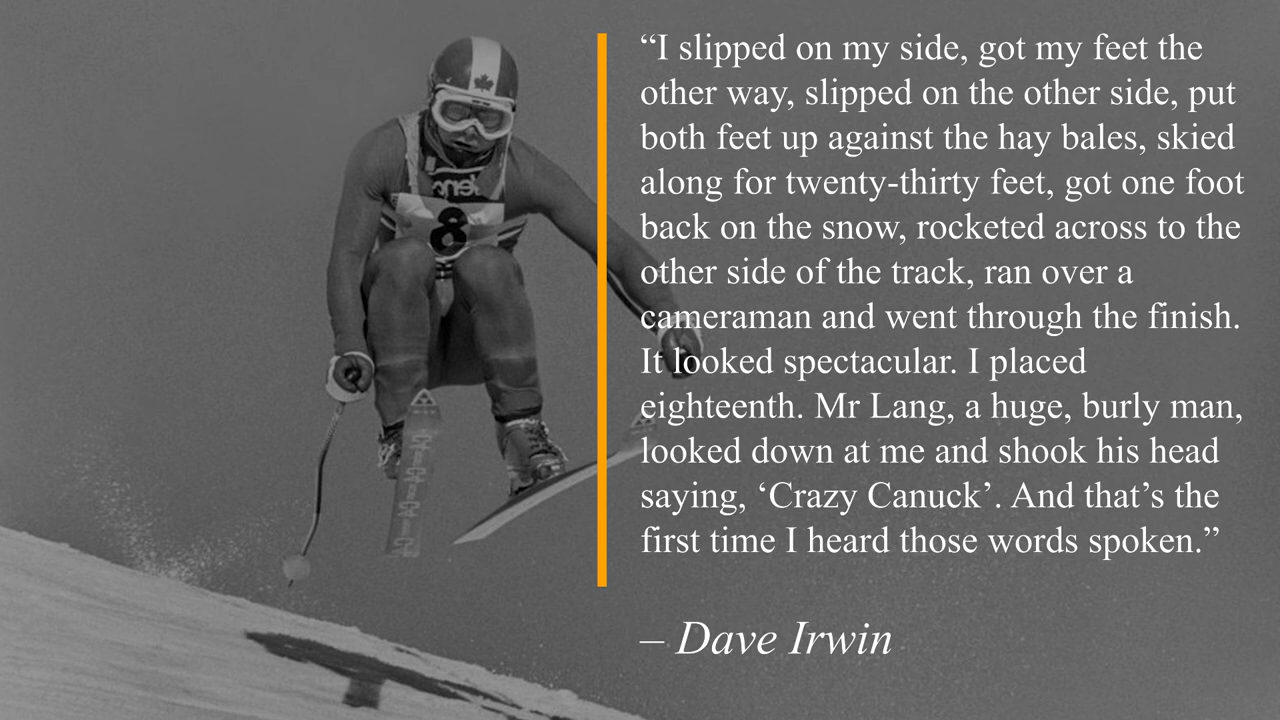 “I slipped on my side, got my feet the
other way, slipped on the other side, put
both feet up against the hay bales, skied
along for twenty-thirty feet, got one foot
back on the snow, rocketed across to the
other side of the track, ran over a
cameraman and went through the finish.
It looked spectacular. I placed
eighteenth. Mr Lang, a huge, burly man,
looked down at me and shook his head
saying, ‘Crazy Canuck’. And that’s the
first time I heard those words spoken.”
– Dave Irwin
8